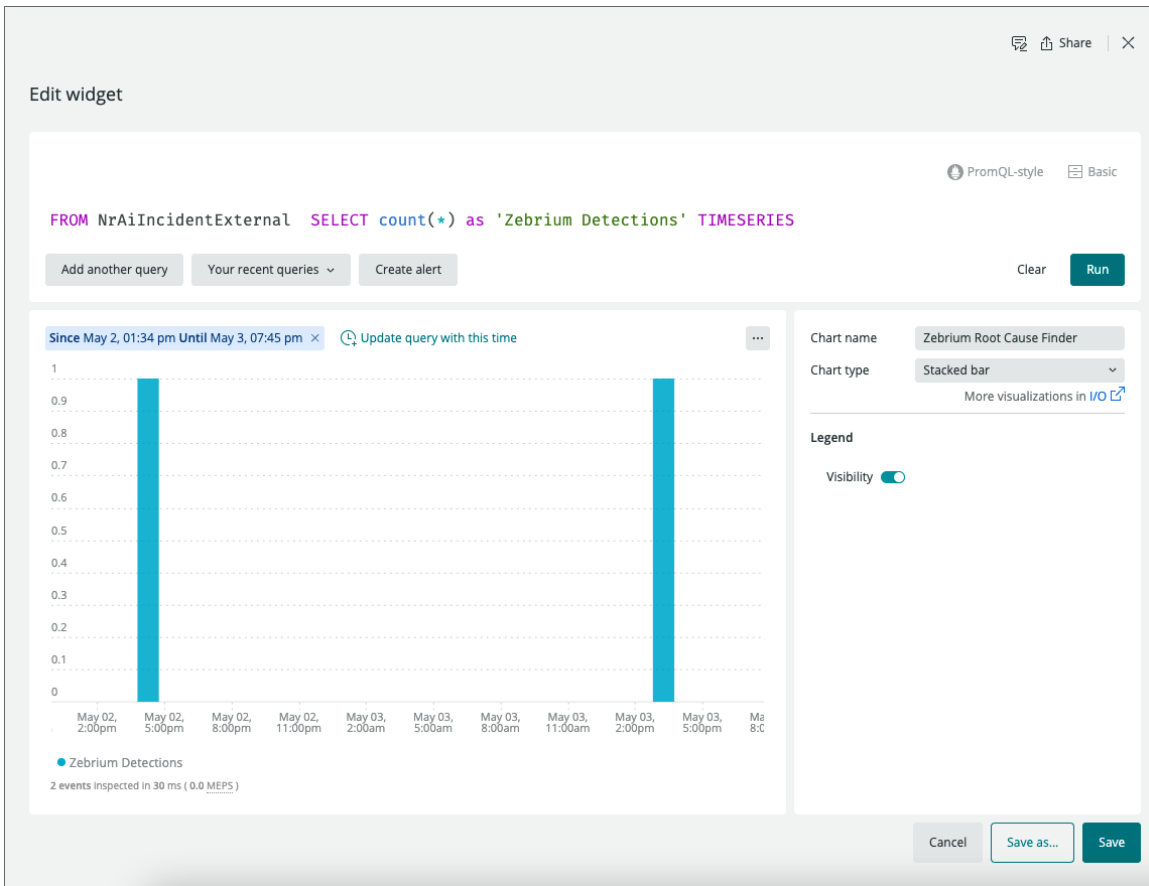 Share
Edit widget
PromQL-style Basic
FROM NrAiIncidentExternal SELECT count(*) as 'Zebrium Detections' TIMESERIES
Add another query Your recent queries Create alert Clear Run
Since May 2, 01:34 pm Until May 3, 07:45 pm × Update query with this time ...
1
0.9
0.8
0.7
0.6
0.5
0.4
0.3
0.2
0.1
0
May 02, May 02, May 02, May 02, May 03, May 03, May 03, May 03, May 03, May 03, Ma
2:00pm 5:00pm 8:00pm 11:00pm 2:00am 5:00am 8:00am 11:00am 2:00pm 5:00pm 8:0
Zebrium Detections
2 events inspected in 30 ms ( 0.0 MEPS )
Chart name Zebrium Root Cause Finder
Chart type Stacked bar
More visualizations in I/O
Legend
Visibility
Cancel Save as... Save